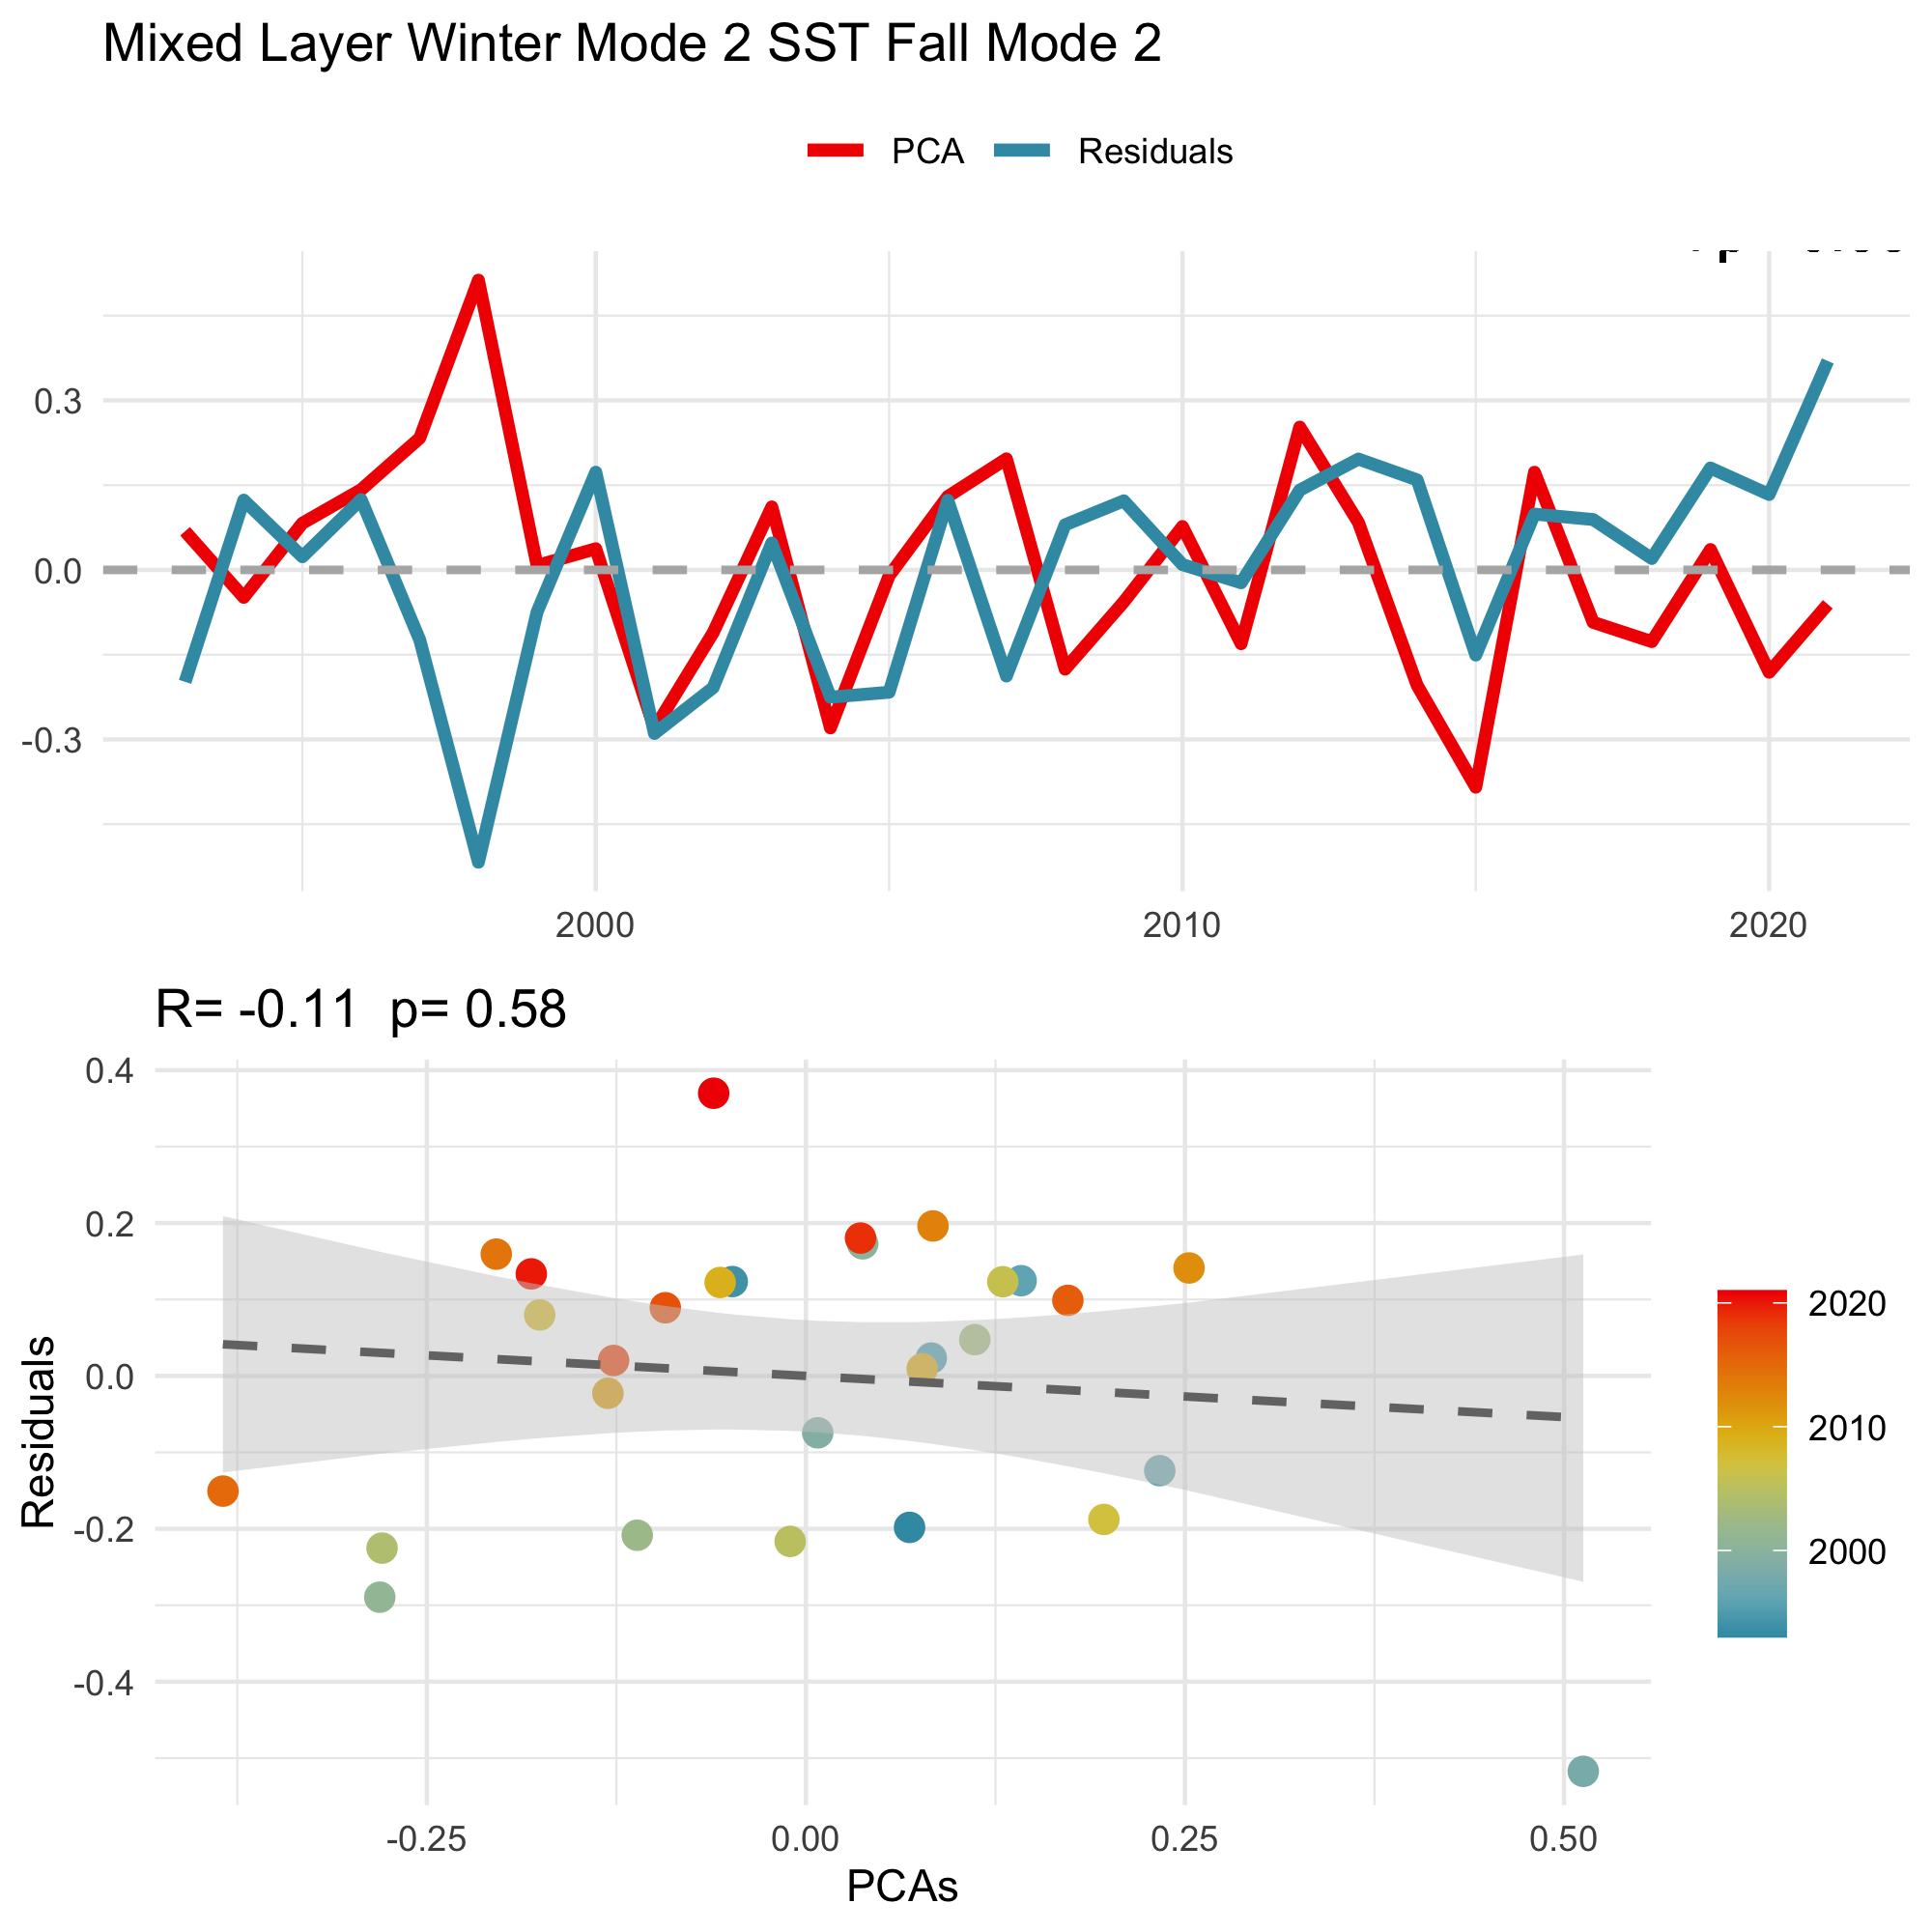 Mixed Layer Winter Mode 2 SST Fall Mode 2
PCA Residuals
0.3
0.0
-0.3
2000 2010 2020
R= -0.11 p= 0.58
0.4
0.2
0.0
-0.2
-0.4
Residuals
-0.25 0.00 0.25 0.50
PCAs
2020
2010
2000